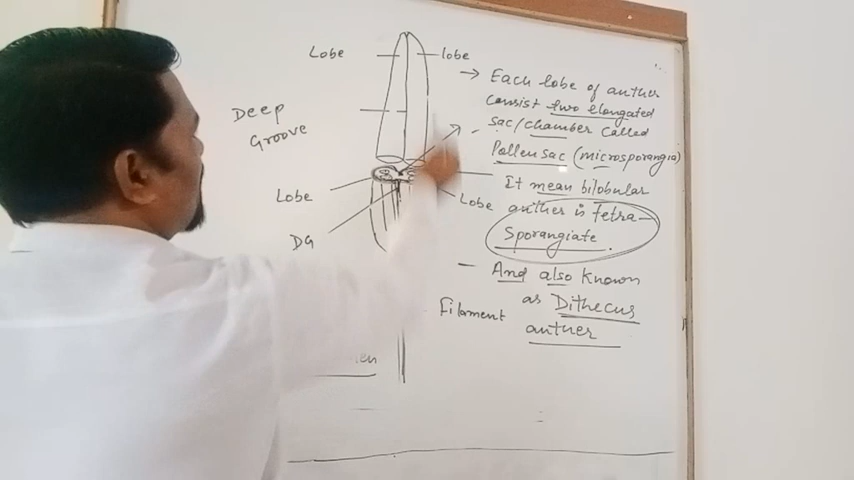 Lobe
lobe
Deep
Groove
Lobe
DG
Lobe
Filament
→ Each lobe of anther
consist two elongated
sac/chamber called
Pollen sac (microsporangia)
It mean bilobular
anther is Tetra-
Sporangiate.
- And also known
as Dithecus
anther